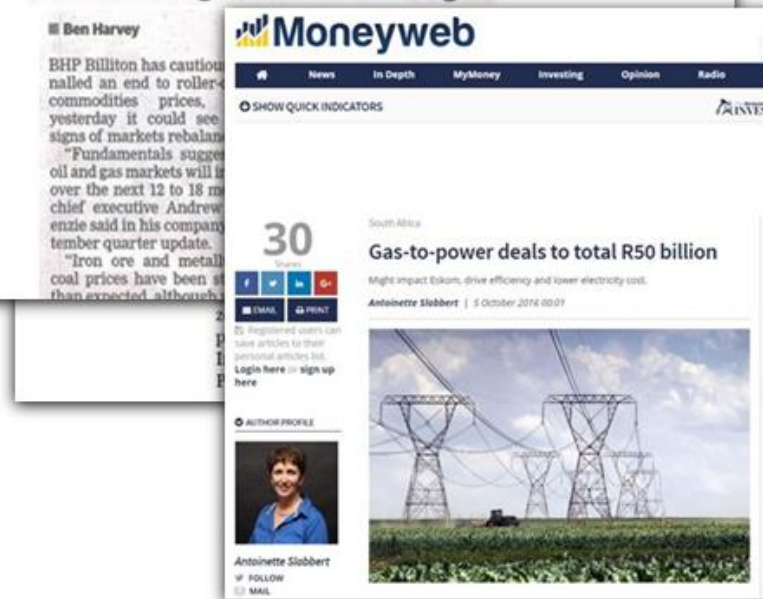 Ben Harvey
BHP Billiton has cautiou
nalled an end to roller-
commodities prices,
yesterday it could see
signs of markets rebalan
"Fundamentals sugges
oil and gas markets will i
over the next 12 to 18 m
chief executive Andrew
enzie said in his company
tember quarter update.
"Iron ore and metall
coal prices have been st
than expected, although
Moneyweb
News In Depth MyMoney Investing Opinion Radio
SHOW QUICK INDICATORS
30
Shares
EMAIL PRINT
Registered users can
save articles to their
personal articles list.
Login here or sign up
here
AUTHOR PROFILE
Antoinette Slabbert
FOLLOW
MAIL
South Africa
Gas-to-power deals to total R50 billion
Might impact Eskom, drive efficiency and lower electricity cost.
Antoinette Slabbert | 5 October 2016 00:01